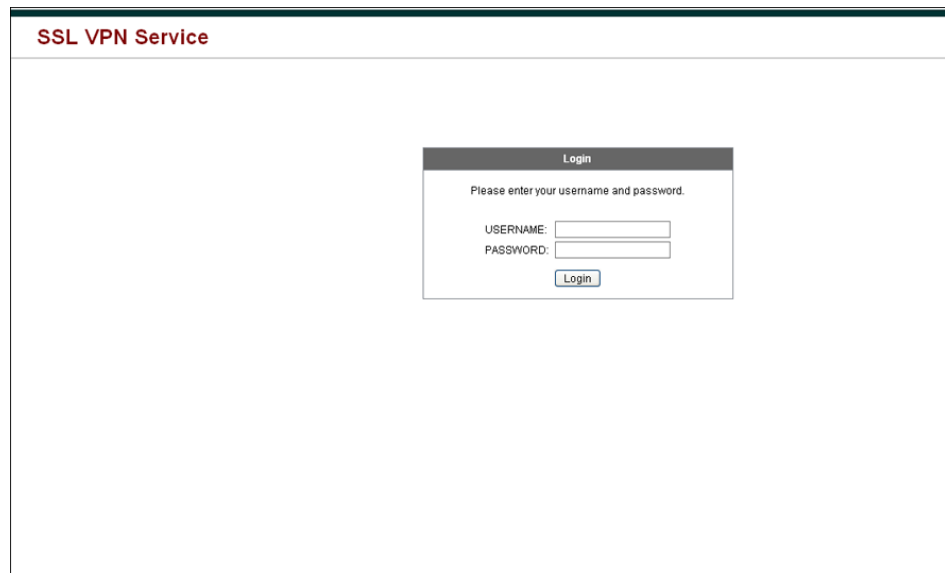 SSL VPN Service
Login
Please enter your username and password.
USERNAME:
PASSWORD:
Login